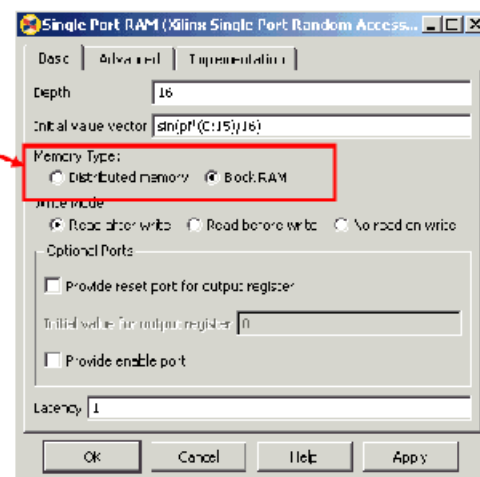 Single Port RAM (Xilinx Single Port Random Access...
Basic Advanced Implementation
Depth 16
Initial value vector sin(pi*(0:15)/16)
Memory Type:
Distributed memory Block RAM
Write Mode
Read after write Read before write No read on write
Optional Ports
Provide reset port for output register
Initial value for output register 0
Provide enable port
Latency 1
OK Cancel Help Apply